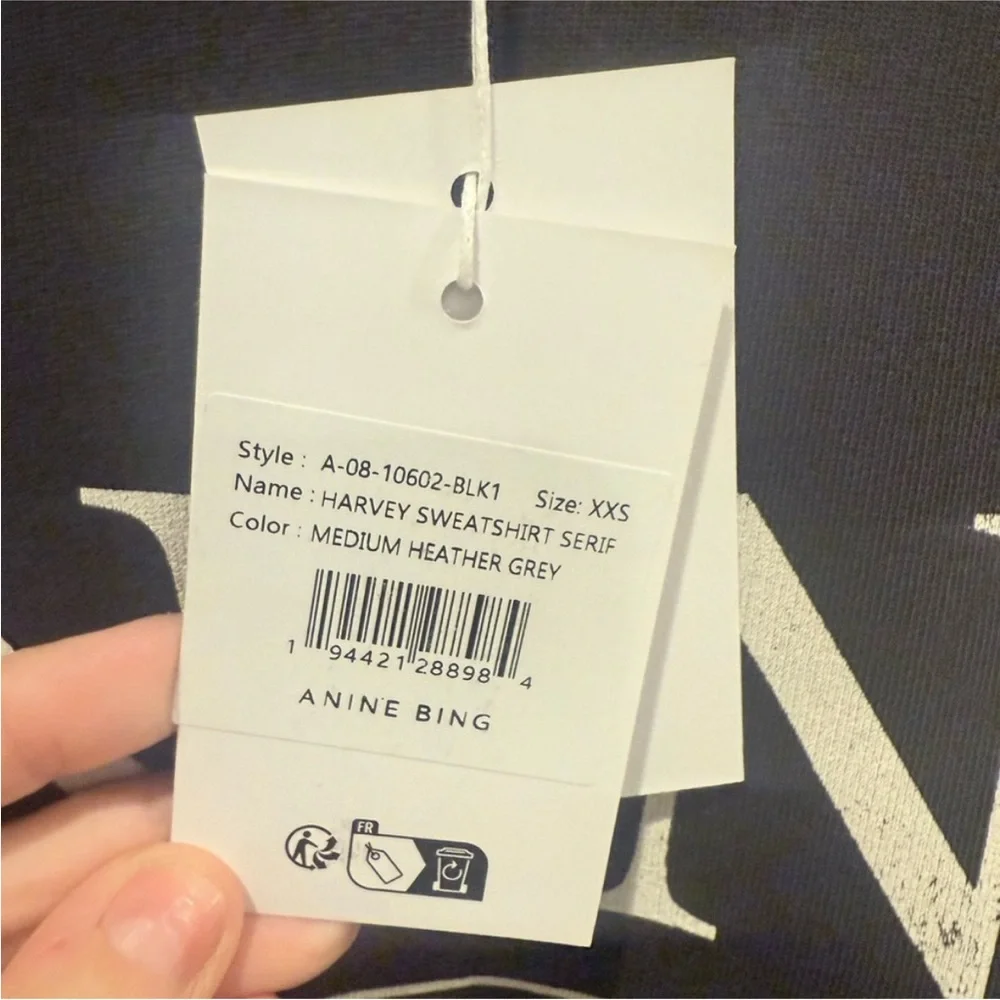 Style : A-08-10602-BLK1 Size: XXS
Name : HARVEY SWEATSHIRT SERIF
Color : MEDIUM HEATHER GREY
1 94421 28898 4
ANINE BING
FR
N